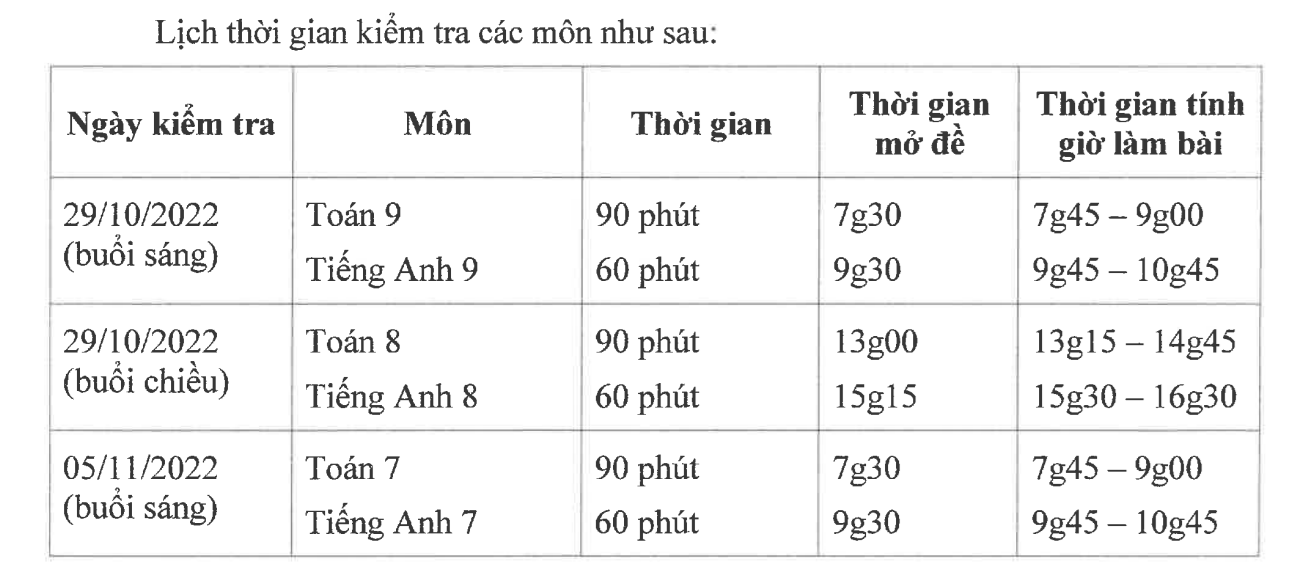 Lịch thời gian kiểm tra các môn như sau:
Ngày kiểm tra Môn Thời gian Thời gian mở đề Thời gian tính giờ làm bài
29/10/2022 (buổi sáng) Toán 9 90 phút 7g30 7g45 – 9g00
Tiếng Anh 9 60 phút 9g30 9g45 – 10g45
29/10/2022 (buổi chiều) Toán 8 90 phút 13g00 13g15 – 14g45
Tiếng Anh 8 60 phút 15g15 15g30 – 16g30
05/11/2022 (buổi sáng) Toán 7 90 phút 7g30 7g45 – 9g00
Tiếng Anh 7 60 phút 9g30 9g45 – 10g45